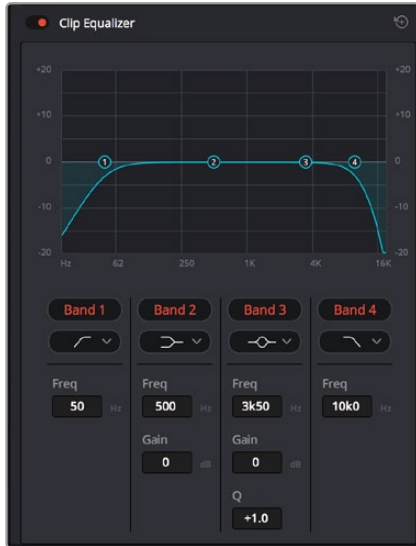 Clip Equalizer
+20 +20
+10 +10
0 1 2 3 4 0
-10 -10
-20 -20
Hz 62 250 1K 4K 16K
Band 1 Band 2 Band 3 Band 4
Freq Freq Freq Freq
50 Hz 500 Hz 3k50 Hz 10k0 Hz
Gain Gain
0 dB 0 dB
Q
+1.0